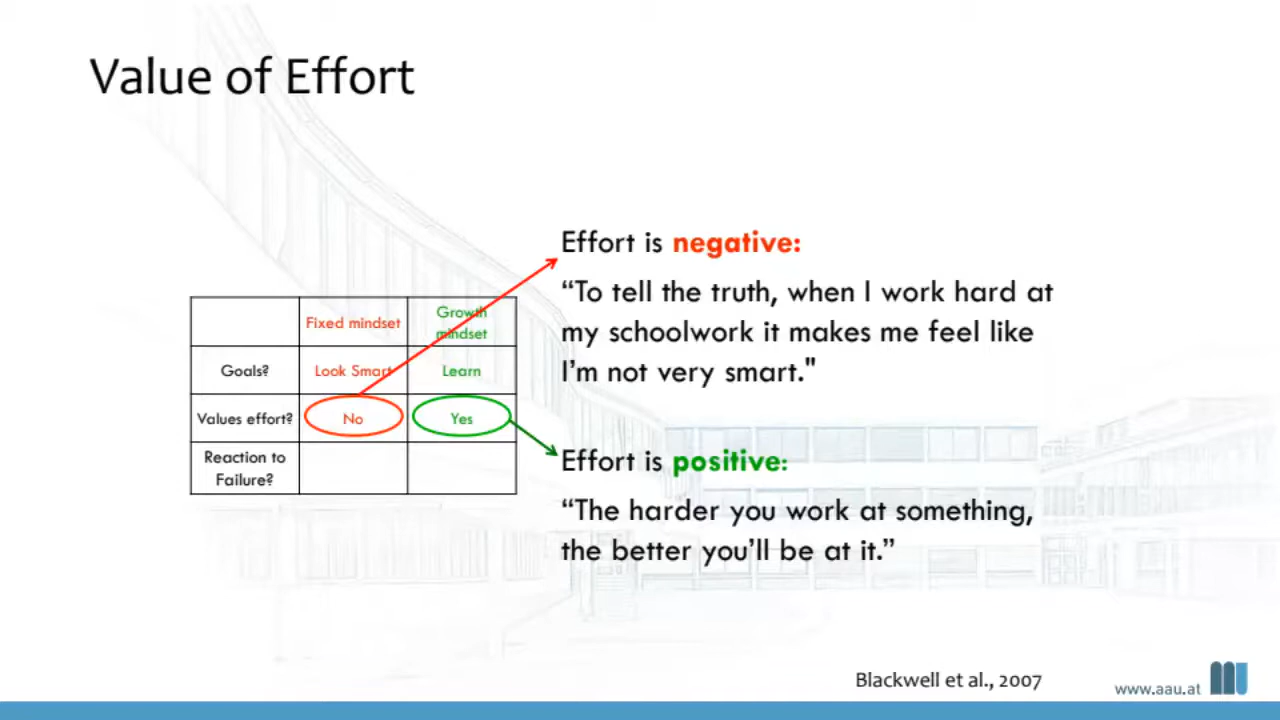 Value of Effort
Fixed mindset
Growth
mindset
Goals?
Look Smart
Learn
Values effort?
No
Yes
Reaction to
Failure?
Effort is negative:
“To tell the truth, when I work hard at
my schoolwork it makes me feel like
I’m not very smart."
Effort is positive:
“The harder you work at something,
the better you’ll be at it.”
Blackwell et al., 2007
www.aau.at